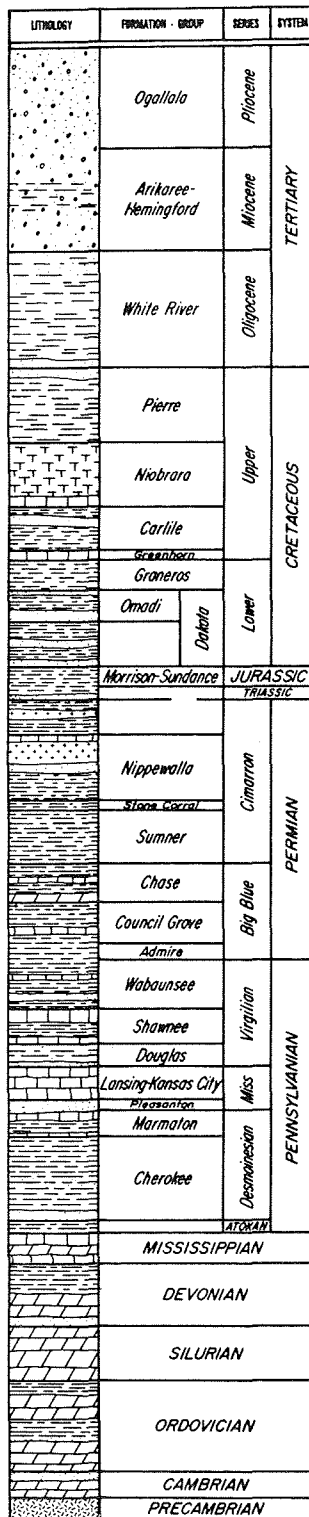 LITHOLOGY FORMATION - GROUP SERIES SYSTEM
Ogallala
Pliocene
Arikaree-
Hemingford
Miocene
TERTIARY
White River
Oligocene
Pierre
Niobrara
Upper
Carlile
Greenhorn
CRETACEOUS
Graneros
Omadi
Dakota
Lower
Morrison-Sundance JURASSIC
TRIASSIC
Nippewalla
Cimarron
Stone Corral
Sumner
PERMIAN
Chase
Council Grove
Big Blue
Admire
Wabaunsee
Shawnee
Virgilian
Douglas
Lansing-Kansas City
Miss
Pleasanton
PENNSYLVANIAN
Marmaton
Cherokee
Desmoinesian
ATOKAN
MISSISSIPPIAN
DEVONIAN
SILURIAN
ORDOVICIAN
CAMBRIAN
PRECAMBRIAN